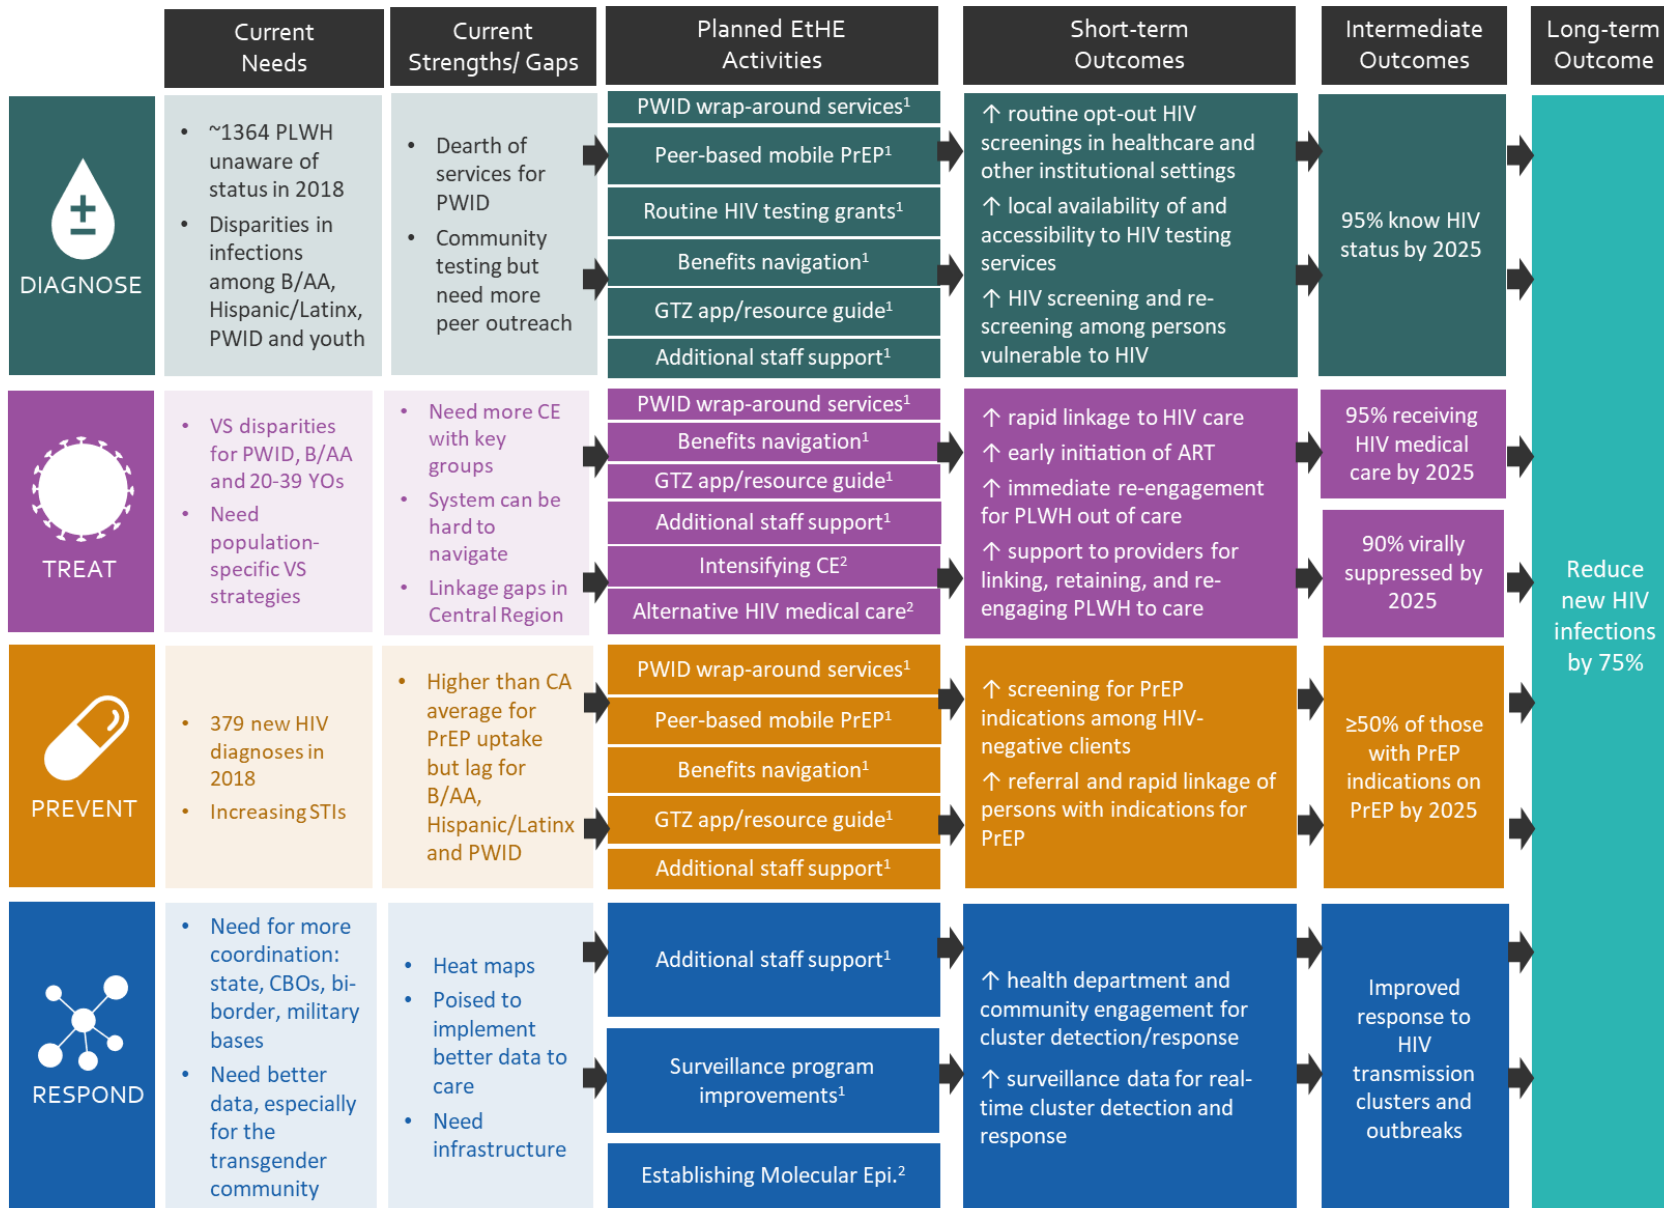 Current
Needs
Current
Strengths/ Gaps
Planned EtHE
Activities
Short-term
Outcomes
Intermediate
Outcomes
Long-term
Outcome
DIAGNOSE
• ~1364 PLWH
unaware of
status in 2018
• Disparities in
infections
among B/AA,
Hispanic/Latinx,
PWID and youth
• Dearth of
services for
PWID
• Community
testing but
need more
peer outreach
PWID wrap-around services¹
Peer-based mobile PrEP¹
Routine HIV testing grants¹
Benefits navigation¹
GTZ app/resource guide¹
Additional staff support¹
↑ routine opt-out HIV
screenings in healthcare and
other institutional settings
↑ local availability of and
accessibility to HIV testing
services
↑ HIV screening and re-
screening among persons
vulnerable to HIV
95% know HIV
status by 2025
TREAT
• VS disparities
for PWID, B/AA
and 20-39 YOs
• Need
population-
specific VS
strategies
• Need more CE
with key
groups
• System can be
hard to
navigate
• Linkage gaps in
Central Region
PWID wrap-around services¹
Benefits navigation¹
GTZ app/resource guide¹
Additional staff support¹
Intensifying CE²
Alternative HIV medical care²
↑ rapid linkage to HIV care
↑ early initiation of ART
↑ immediate re-engagement
for PLWH out of care
↑ support to providers for
linking, retaining, and re-
engaging PLWH to care
95% receiving
HIV medical
care by 2025
90% virally
suppressed by
2025
PREVENT
• 379 new HIV
diagnoses in
2018
• Increasing STIs
• Higher than CA
average for
PrEP uptake
but lag for
B/AA,
Hispanic/Latinx
and PWID
PWID wrap-around services¹
Peer-based mobile PrEP¹
Benefits navigation¹
GTZ app/resource guide¹
Additional staff support¹
↑ screening for PrEP
indications among HIV-
negative clients
↑ referral and rapid linkage of
persons with indications for
PrEP
≥50% of those
with PrEP
indications on
PrEP by 2025
RESPOND
• Need for more
coordination:
state, CBOs, bi-
border, military
bases
• Need better
data, especially
for the
transgender
community
• Heat maps
• Poised to
implement
better data to
care
• Need
infrastructure
Additional staff support¹
Surveillance program
improvements¹
Establishing Molecular Epi.²
↑ health department and
community engagement for
cluster detection/response
↑ surveillance data for real-
time cluster detection and
response
Improved
response to
HIV
transmission
clusters and
outbreaks
Reduce
new HIV
infections
by 75%